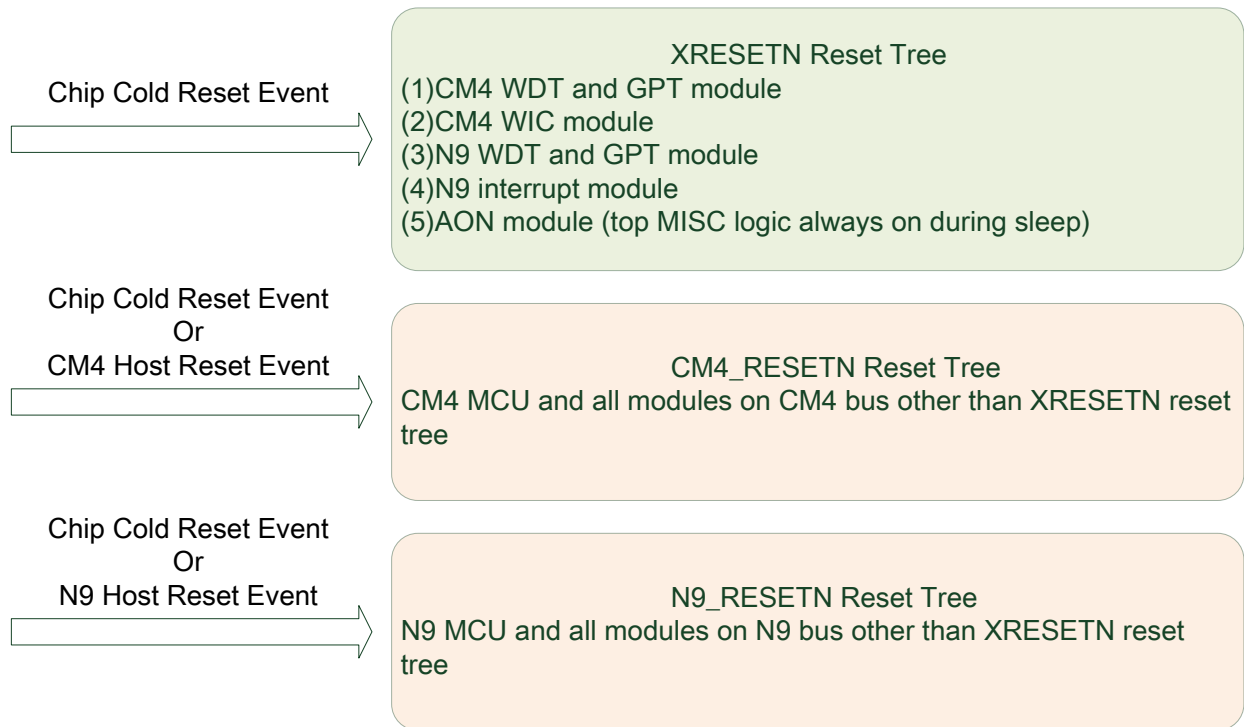 Chip Cold Reset Event
XRESETN Reset Tree
(1)CM4 WDT and GPT module
(2)CM4 WIC module
(3)N9 WDT and GPT module
(4)N9 interrupt module
(5)AON module (top MISC logic always on during sleep)
Chip Cold Reset Event
Or
CM4 Host Reset Event
CM4_RESETN Reset Tree
CM4 MCU and all modules on CM4 bus other than XRESETN reset
tree
Chip Cold Reset Event
Or
N9 Host Reset Event
N9_RESETN Reset Tree
N9 MCU and all modules on N9 bus other than XRESETN reset
tree